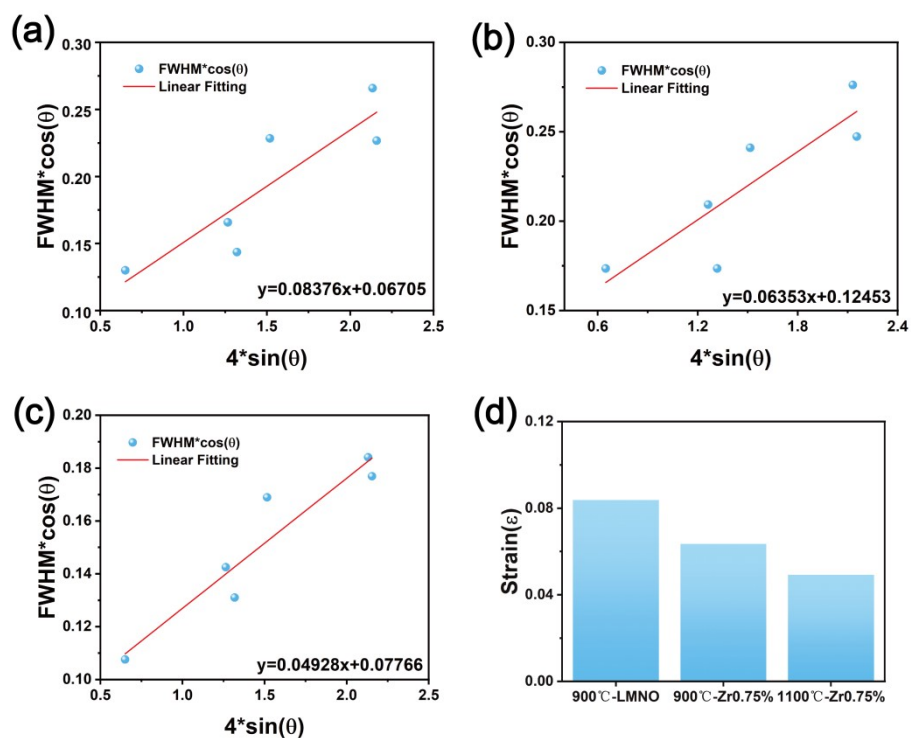 (a)
0.30
0.25
0.20
0.15
0.10
FWHM*cos(θ)
FWHM*cos(θ)
Linear Fitting
y=0.08376x+0.06705
0.5 1.0 1.5 2.0 2.5
4*sin(θ)
(b)
0.30
0.25
0.20
0.15
FWHM*cos(θ)
FWHM*cos(θ)
Linear Fitting
y=0.06353x+0.12453
0.6 1.2 1.8 2.4
4*sin(θ)
(c)
0.20
0.18
0.16
0.14
0.12
0.10
FWHM*cos(θ)
FWHM*cos(θ)
Linear Fitting
y=0.04928x+0.07766
0.5 1.0 1.5 2.0 2.5
4*sin(θ)
(d)
0.12
0.08
0.04
0.00
Strain(ε)
900℃-LMNO 900℃-Zr0.75% 1100℃-Zr0.75%